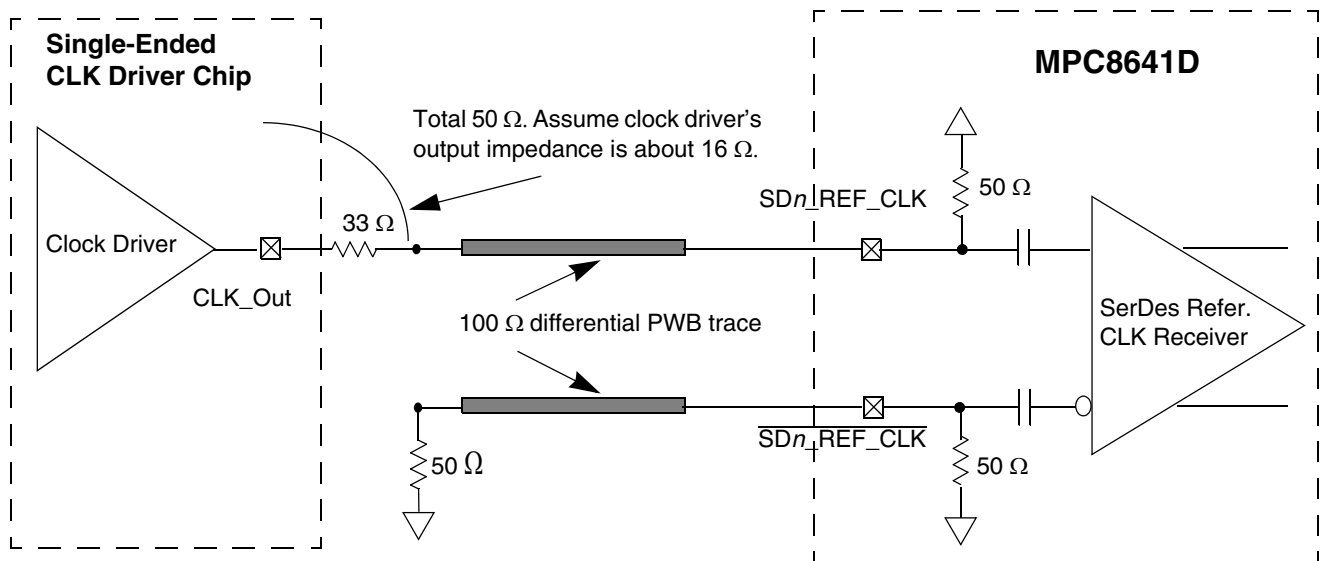 Single-Ended
CLK Driver Chip
MPC8641D
Total 50 Ω. Assume clock driver's
output impedance is about 16 Ω.
SDn_REF_CLK
50 Ω
33 Ω
Clock Driver
CLK_Out
100 Ω differential PWB trace
SerDes Refer.
CLK Receiver
SDn_REF_CLK
50 Ω
50 Ω